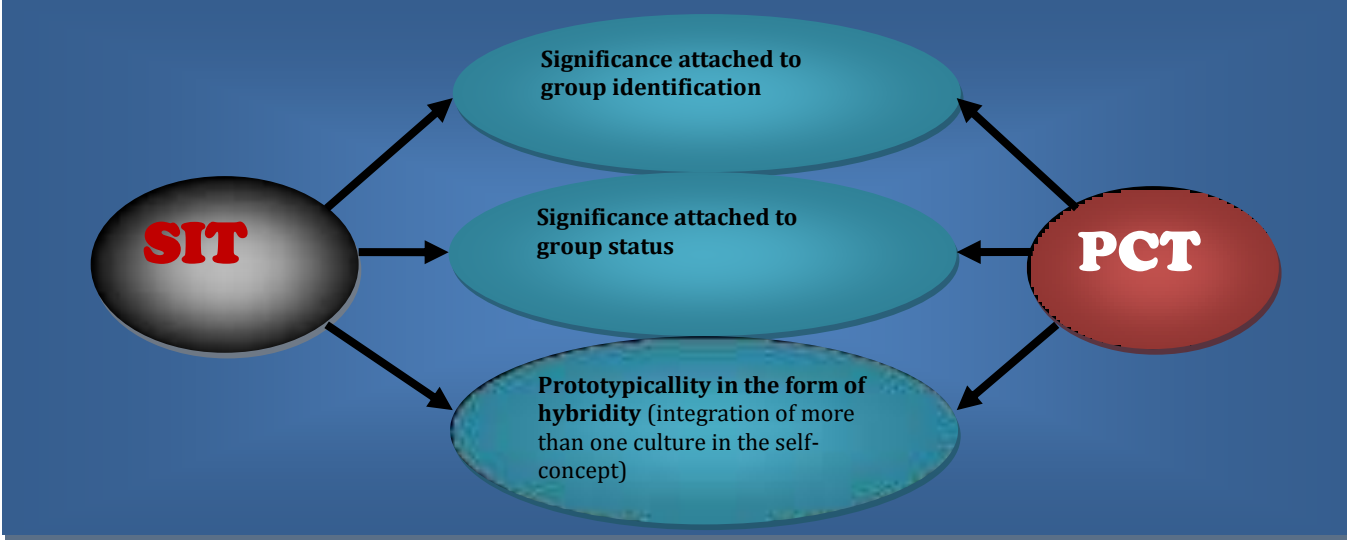 Significance attached to
group identification
SIT
Significance attached to
group status
PCT
Prototypicallity in the form of
hybridity (integration of more
than one culture in the self-
concept)